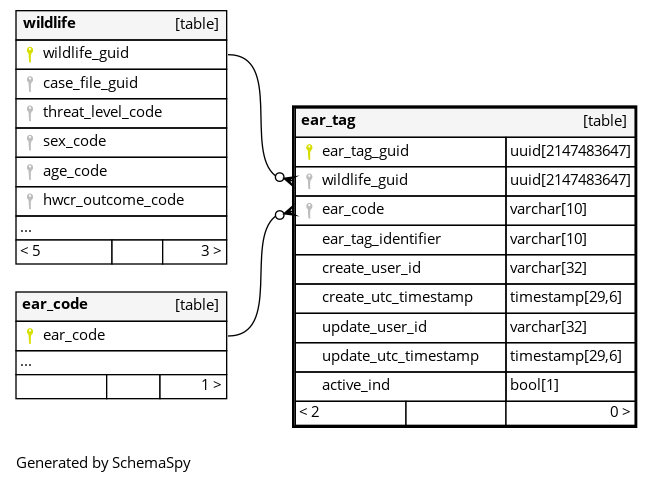 wildlife [table]
wildlife_guid
case_file_guid
threat_level_code
sex_code
age_code
hwcr_outcome_code
...
< 5 3 >
ear_code [table]
ear_code
...
1 >
ear_tag [table]
ear_tag_guid uuid[2147483647]
wildlife_guid uuid[2147483647]
ear_code varchar[10]
ear_tag_identifier varchar[10]
create_user_id varchar[32]
create_utc_timestamp timestamp[29,6]
update_user_id varchar[32]
update_utc_timestamp timestamp[29,6]
active_ind bool[1]
< 2 0 >
Generated by SchemaSpy